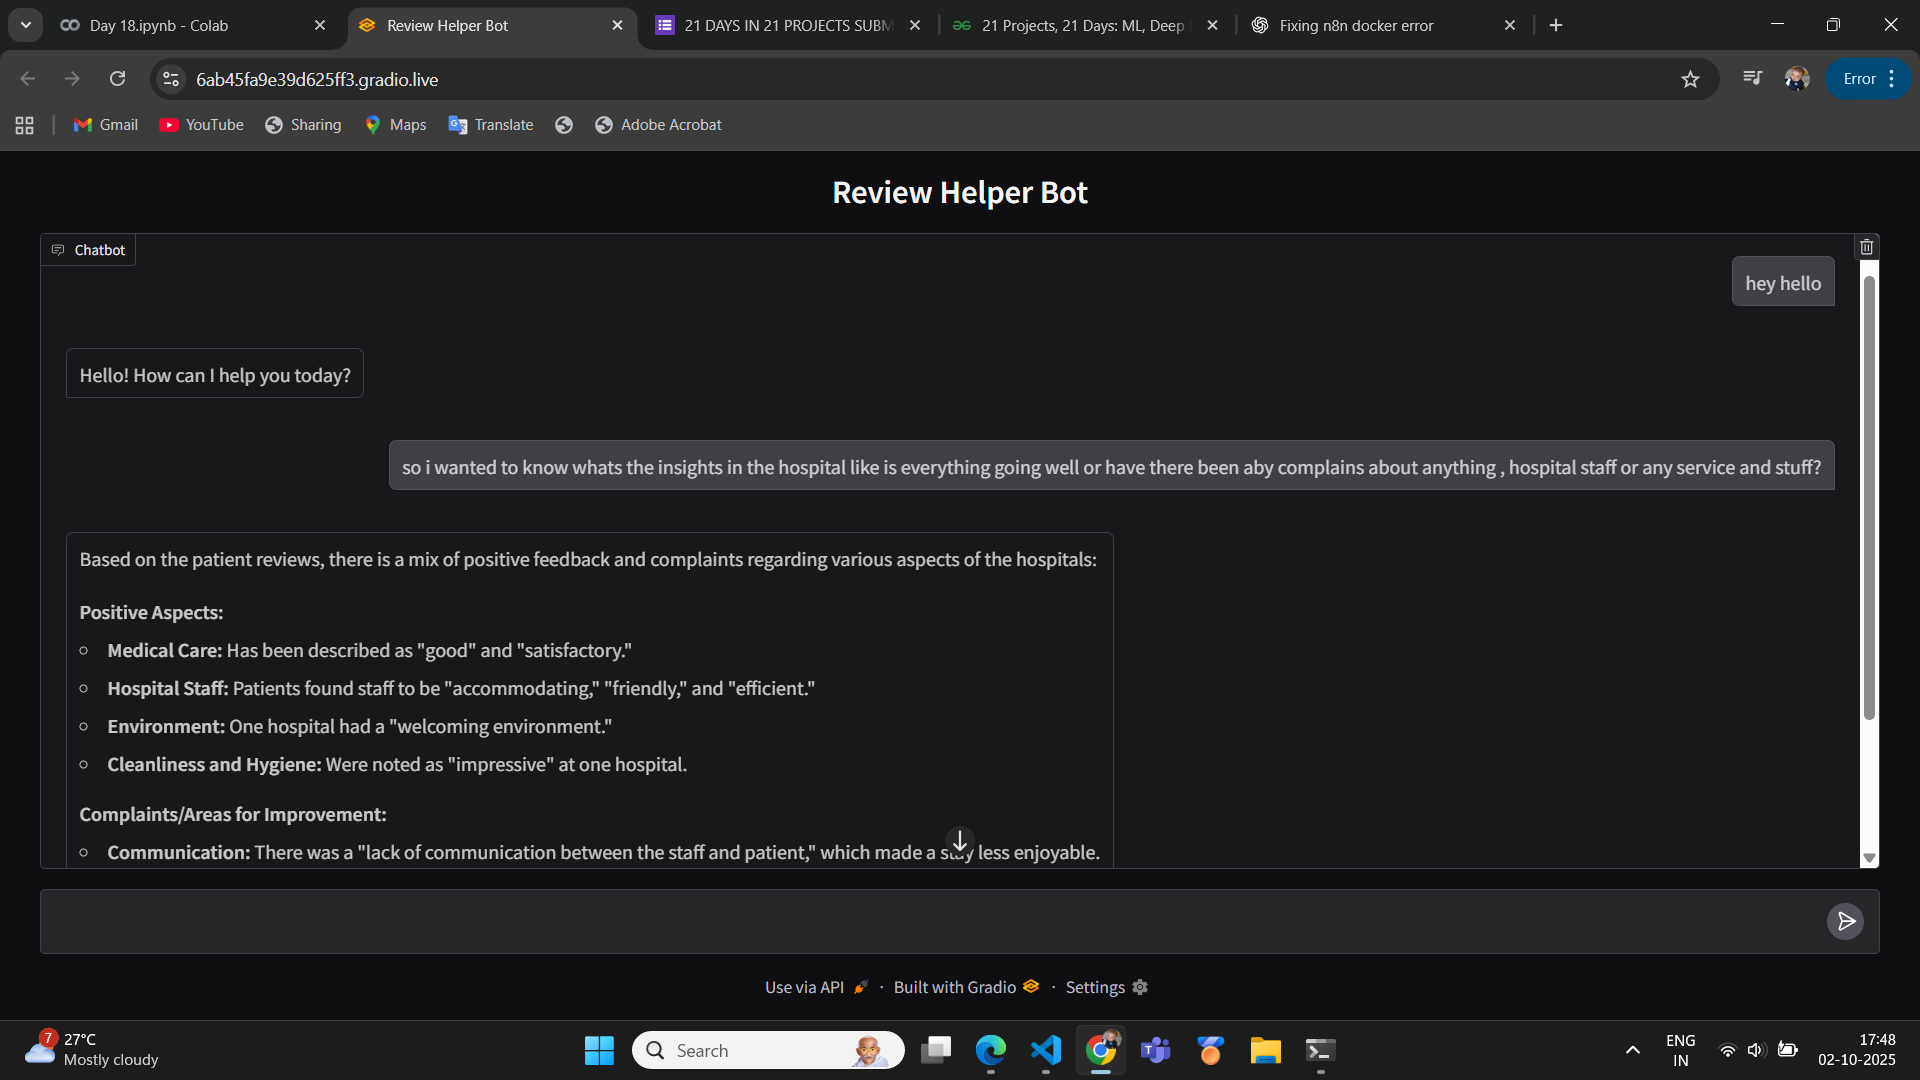 Day 18.ipynb - Colab
Review Helper Bot
21 DAYS IN 21 PROJECTS SUBM
21 Projects, 21 Days: ML, Deep
Fixing n8n docker error
6ab45fa9e39d625ff3.gradio.live
Error
Gmail
YouTube
Sharing
Maps
Translate
Adobe Acrobat
Review Helper Bot
Chatbot
hey hello
Hello! How can I help you today?
so i wanted to know whats the insights in the hospital like is everything going well or have there been aby complains about anything , hospital staff or any service and stuff?
Based on the patient reviews, there is a mix of positive feedback and complaints regarding various aspects of the hospitals:
Positive Aspects:
Medical Care: Has been described as "good" and "satisfactory."
Hospital Staff: Patients found staff to be "accommodating," "friendly," and "efficient."
Environment: One hospital had a "welcoming environment."
Cleanliness and Hygiene: Were noted as "impressive" at one hospital.
Complaints/Areas for Improvement:
Communication: There was a "lack of communication between the staff and patient," which made a stay less enjoyable.
Use via API · Built with Gradio · Settings
7
27°C
Mostly cloudy
Search
ENG
IN
17:48
02-10-2025